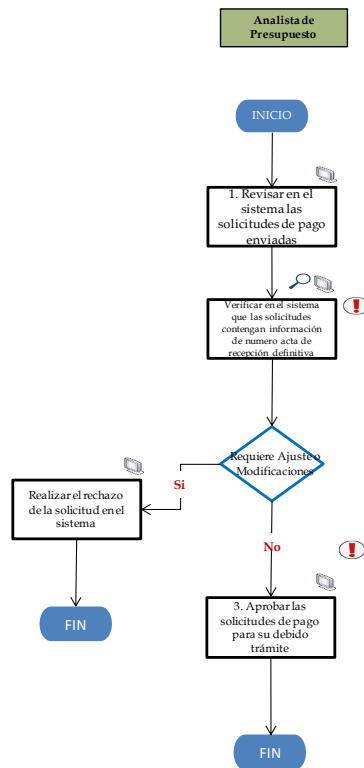 Analista de
Presupuesto
INICIO
1. Revisar en el
sistema las
solicitudes de pago
enviadas
Verificar en el sistema
que las solicitudes
contengan información
de numero acta de
recepción definitiva
Requiere Ajuste o
Modificaciones
Si
Realizar el rechazo
de la solicitud en el
sistema
No
FIN
3. Aprobar las
solicitudes de pago
para su debido
trámite
FIN